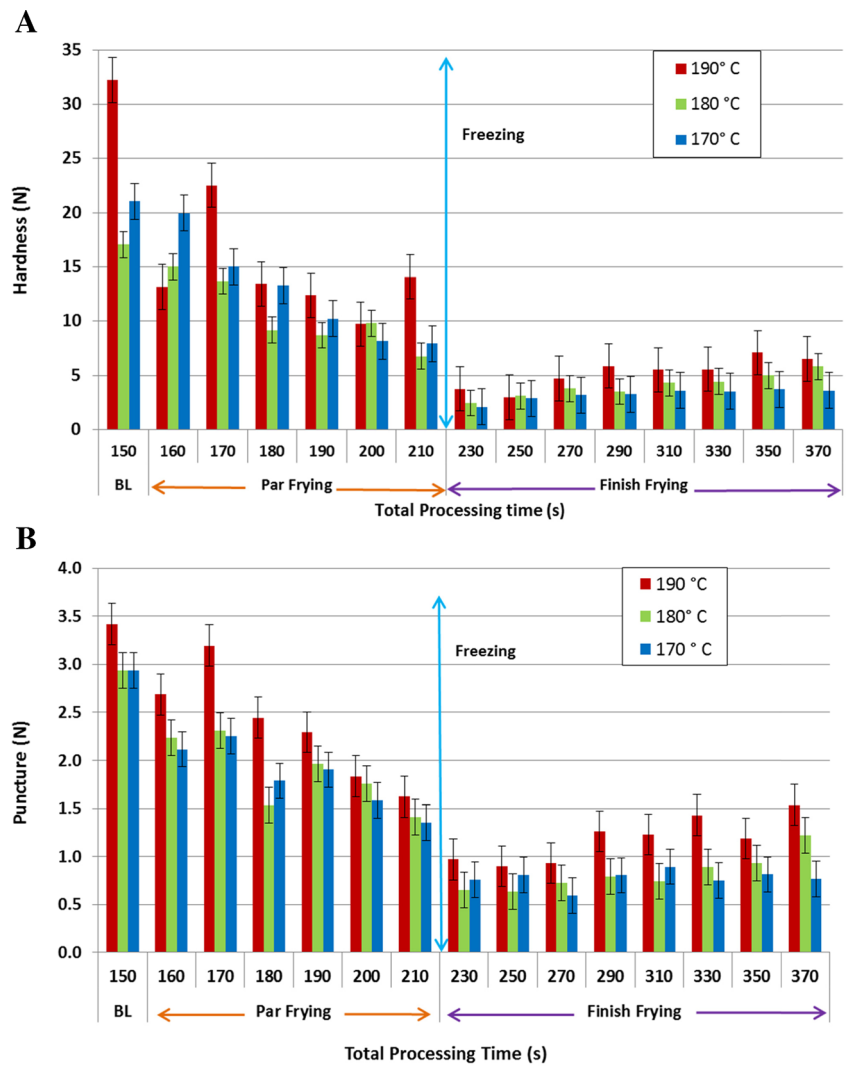 A
35
30
25
20
15
10
5
0
Hardness (N)
190° C
180 °C
170° C
Freezing
150 160 170 180 190 200 210 230 250 270 290 310 330 350 370
BL Par Frying Finish Frying
Total Processing time (s)
B
4.0
3.5
3.0
2.5
2.0
1.5
1.0
0.5
0.0
Puncture (N)
190 °C
180° C
170 ° C
Freezing
150 160 170 180 190 200 210 230 250 270 290 310 330 350 370
BL Par Frying Finish Frying
Total Processing Time (s)